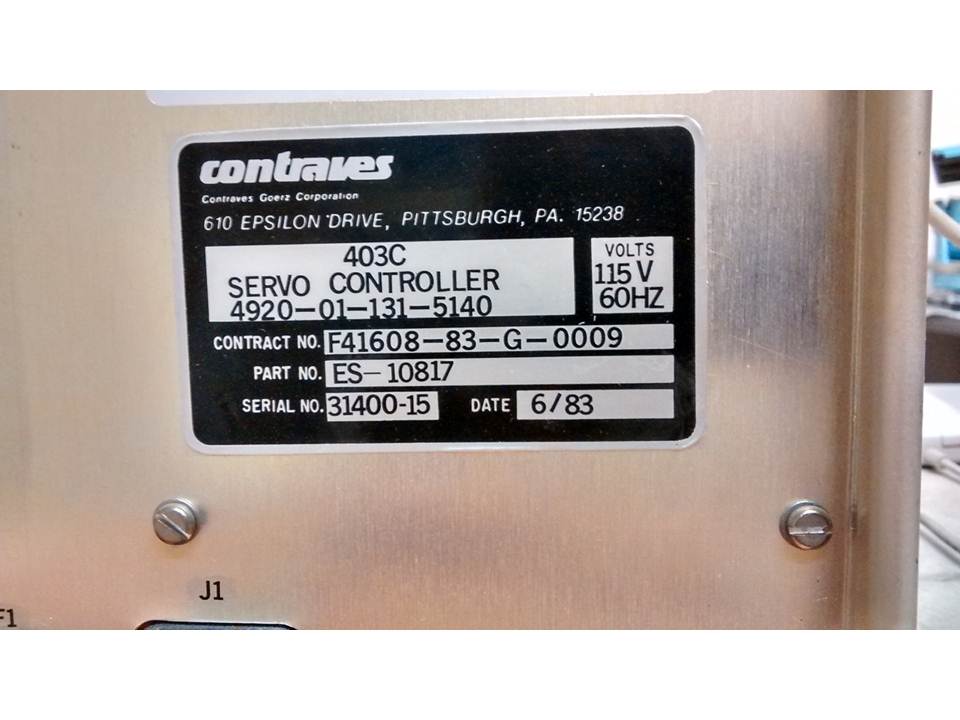 contraves
Contraves Goerz Corporation
610 EPSILON DRIVE, PITTSBURGH, PA. 15238
403C
SERVO CONTROLLER
4920-01-131-5140
VOLTS
115 V
60HZ
CONTRACT NO. F41608-83-G-0009
PART NO. ES-10817
SERIAL NO. 31400-15 DATE 6/83
J1
F1